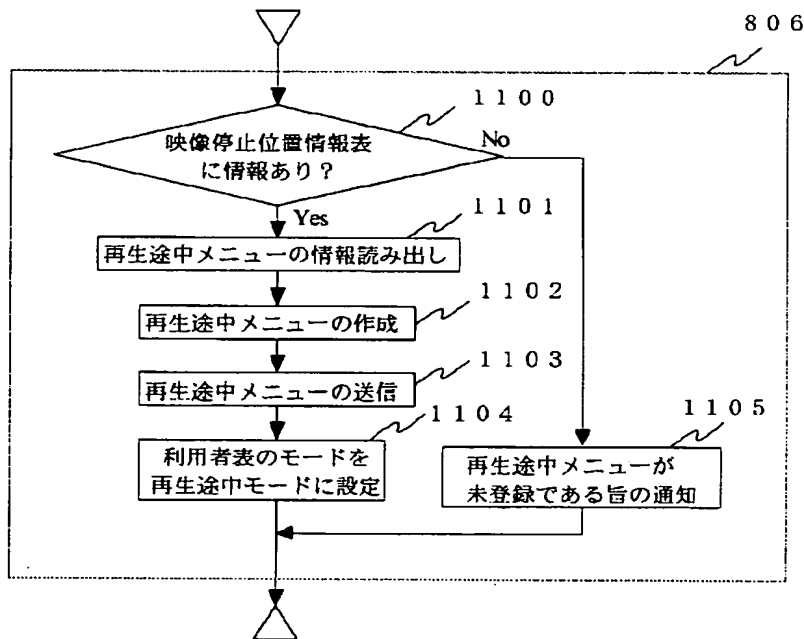 ８０６
１１００
映像停止位置情報表
に情報あり？
No
Yes
１１０１
再生途中メニューの情報読み出し
１１０２
再生途中メニューの作成
１１０３
再生途中メニューの送信
１１０４
利用者表のモードを
再生途中モードに設定
１１０５
再生途中メニューが
未登録である旨の通知